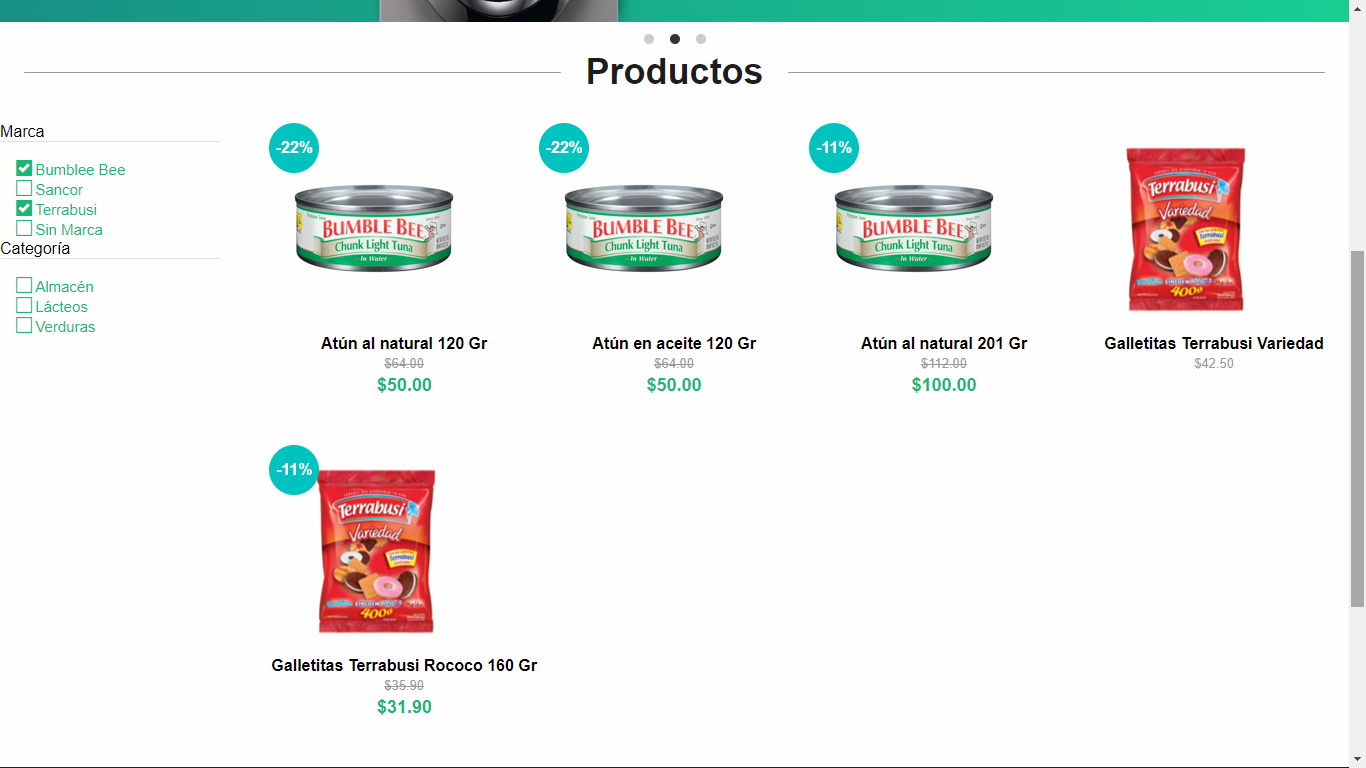 Productos
Marca
Bumblee Bee
Sancor
Terrabusi
Sin Marca
Categoría
Almacén
Lácteos
Verduras
-22%
BUMBLE BEE
Chunk Light Tuna
In Water
Atún al natural 120 Gr
$64.00
$50.00
-22%
BUMBLE BEE
Chunk Light Tuna
In Water
Atún en aceite 120 Gr
$64.00
$50.00
-11%
BUMBLE BEE
Chunk Light Tuna
In Water
Atún al natural 201 Gr
$112.00
$100.00
Terrabusi
Variedad
Terrabusi
400g
Galletitas Terrabusi Variedad
$42.50
-11%
Terrabusi
Variedad
Terrabusi
400g
Galletitas Terrabusi Rococo 160 Gr
$35.90
$31.90